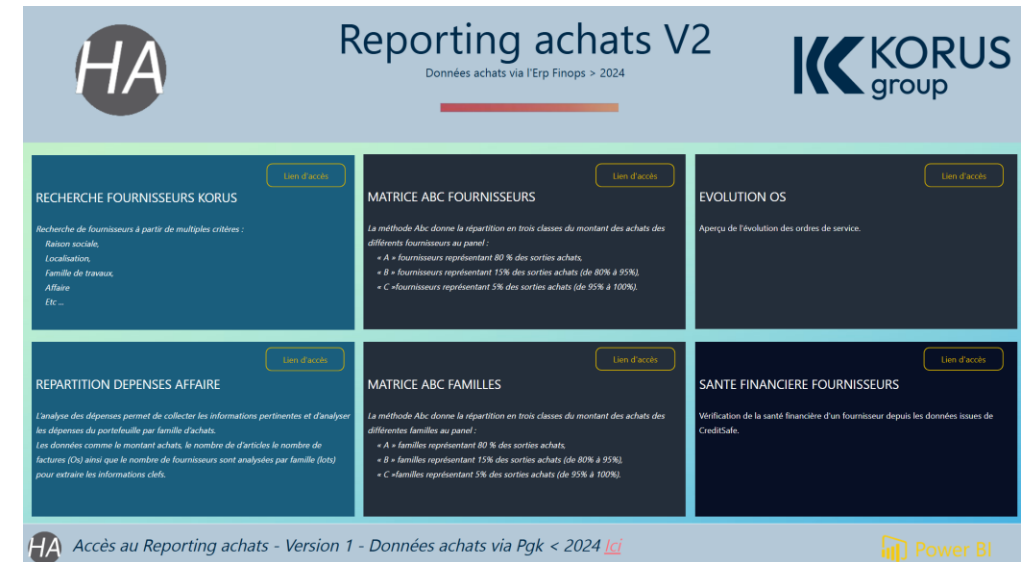 HA
Reporting achats V2
Données achats via l'Erp Finops > 2024
KORUS
group
Lien d'accès
RECHERCHE FOURNISSEURS KORUS
Recherche de fournisseurs à partir de multiples critères :
Raison sociale,
Localisation,
Famille de travaux,
Affaire
Etc ...
Lien d'accès
MATRICE ABC FOURNISSEURS
La méthode Abc donne la répartition en trois classes du montant des achats des
différents fournisseurs au panel :
« A » fournisseurs représentant 80 % des sorties achats,
« B » fournisseurs représentant 15% des sorties achats (de 80% à 95%),
« C »fournisseurs représentant 5% des sorties achats (de 95% à 100%).
Lien d'accès
EVOLUTION OS
Aperçu de l'évolution des ordres de service.
Lien d'accès
REPARTITION DEPENSES AFFAIRE
L'analyse des dépenses permet de collecter les informations pertinentes et d'analyser
les dépenses du portefeuille par famille d'achats.
Les données comme le montant achats, le nombre de d'articles le nombre de
factures (Os) ainsi que le nombre de fournisseurs sont analysées par famille (lots)
pour extraire les informations clefs.
Lien d'accès
MATRICE ABC FAMILLES
La méthode Abc donne la répartition en trois classes du montant des achats des
différentes familles au panel :
« A » familles représentant 80 % des sorties achats,
« B » familles représentant 15% des sorties achats (de 80% à 95%),
« C »familles représentant 5% des sorties achats (de 95% à 100%).
Lien d'accès
SANTE FINANCIERE FOURNISSEURS
Vérification de la santé financière d'un fournisseur depuis les données issues de
CreditSafe.
HA
Accès au Reporting achats - Version 1 - Données achats via Pgk < 2024 Ici
Power BI